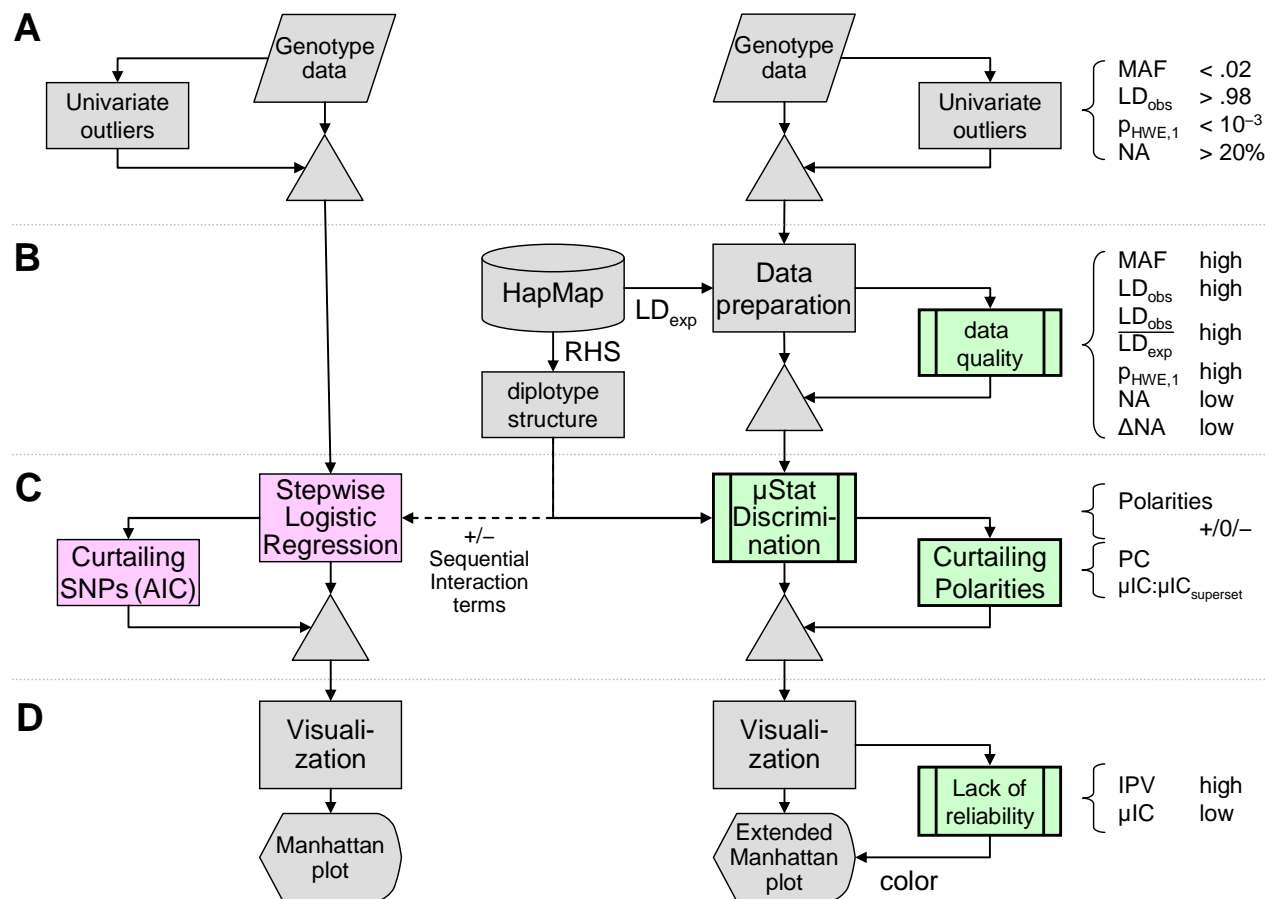 A
Genotype
data
Univariate
outliers
Genotype
data
Univariate
outliers
MAF < .02
LDobs > .98
pHWE,1 < 10–3
NA > 20%
B
HapMap
LDexp
RHS
diplotype
structure
Data
preparation
data
quality
MAF high
LDobs high
LDobs
LDexp
high
pHWE,1 high
NA low
ΔNA low
C
Stepwise
Logistic
Regression
Curtailing
SNPs (AIC)
+/–
Sequential
Interaction
terms
µStat
Discrimi-
nation
Curtailing
Polarities
Polarities
+/0/–
PC
µIC:µICsuperset
D
Visuali-
zation
Manhattan
plot
Visuali-
zation
Lack of
reliability
Extended
Manhattan
plot
color
IPV high
µIC low